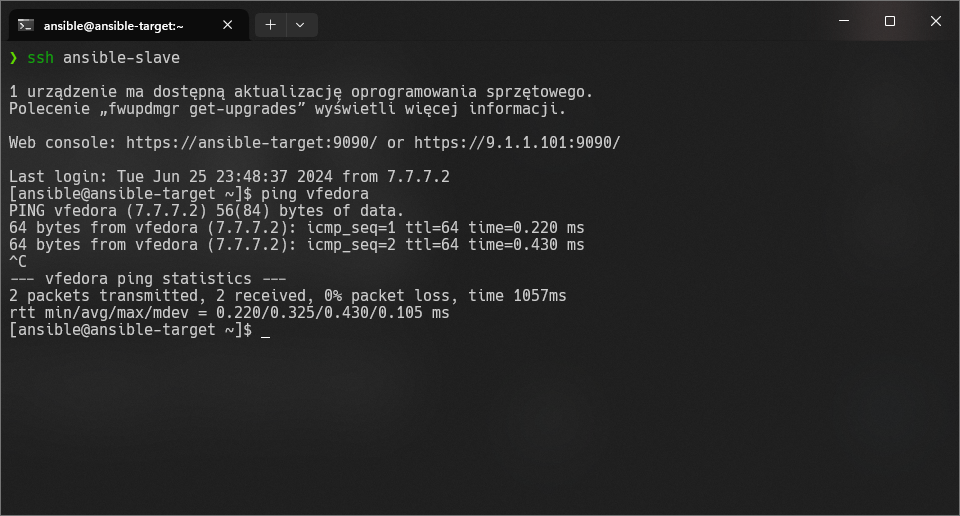 ansible@ansible-target:~
❯ ssh ansible-slave
1 urządzenie ma dostępną aktualizację oprogramowania sprzętowego.
Polecenie „fwupdmgr get-upgrades” wyświetli więcej informacji.
Web console: https://ansible-target:9090/ or https://9.1.1.101:9090/
Last login: Tue Jun 25 23:48:37 2024 from 7.7.7.2
[ansible@ansible-target ~]$ ping vfedora
PING vfedora (7.7.7.2) 56(84) bytes of data.
64 bytes from vfedora (7.7.7.2): icmp_seq=1 ttl=64 time=0.220 ms
64 bytes from vfedora (7.7.7.2): icmp_seq=2 ttl=64 time=0.430 ms
^C
--- vfedora ping statistics ---
2 packets transmitted, 2 received, 0% packet loss, time 1057ms
rtt min/avg/max/mdev = 0.220/0.325/0.430/0.105 ms
[ansible@ansible-target ~]$ _